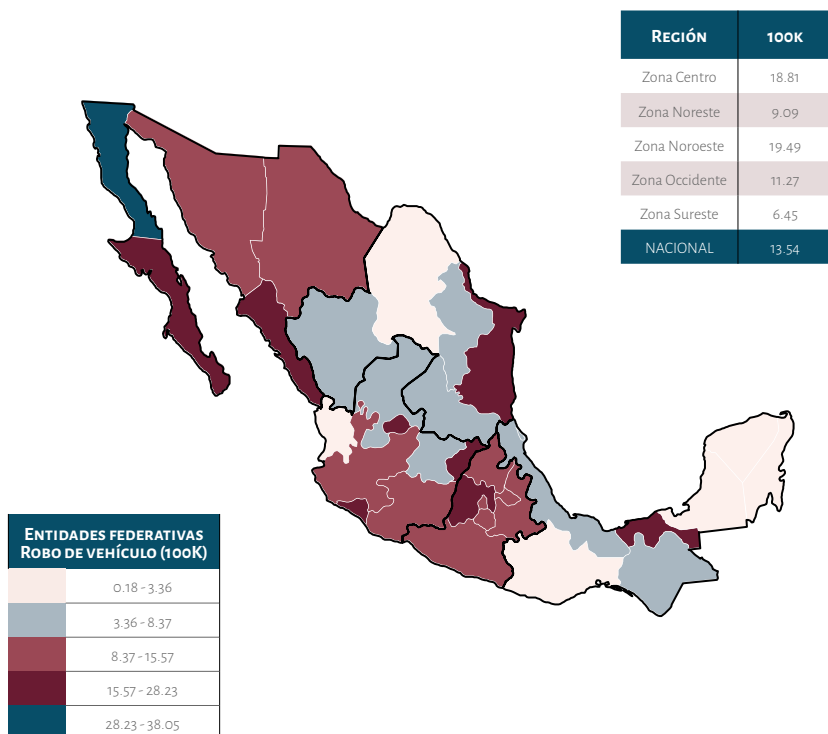 Región 100K
Zona Centro 18.81
Zona Noreste 9.09
Zona Noroeste 19.49
Zona Occidente 11.27
Zona Sureste 6.45
NACIONAL 13.54
Entidades federativas
Robo de vehículo (100K)
0.18 - 3.36
3.36 - 8.37
8.37 - 15.57
15.57 - 28.23
28.23 - 38.05